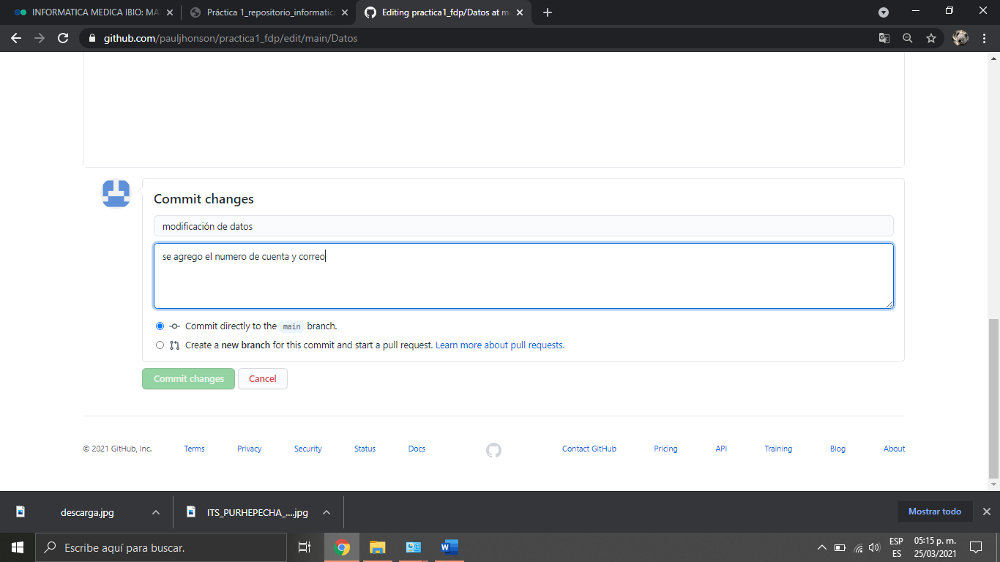 INFORMATICA MEDICA IBIO: MA
Práctica 1_repositorio_informatic
Editing practica1_fdp/Datos at m
github.com/pauljhonson/practica1_fdp/edit/main/Datos
Commit changes
modificación de datos
se agrego el numero de cuenta y correo
Commit directly to the main branch.
Create a new branch for this commit and start a pull request. Learn more about pull requests.
Commit changes
Cancel
© 2021 GitHub, Inc.
Terms
Privacy
Security
Status
Docs
Contact GitHub
Pricing
API
Training
Blog
About
descarga.jpg
ITS_PURHEPECHA_....jpg
Mostrar todo
Escribe aquí para buscar.
ESP
ES
05:15 p. m.
25/03/2021